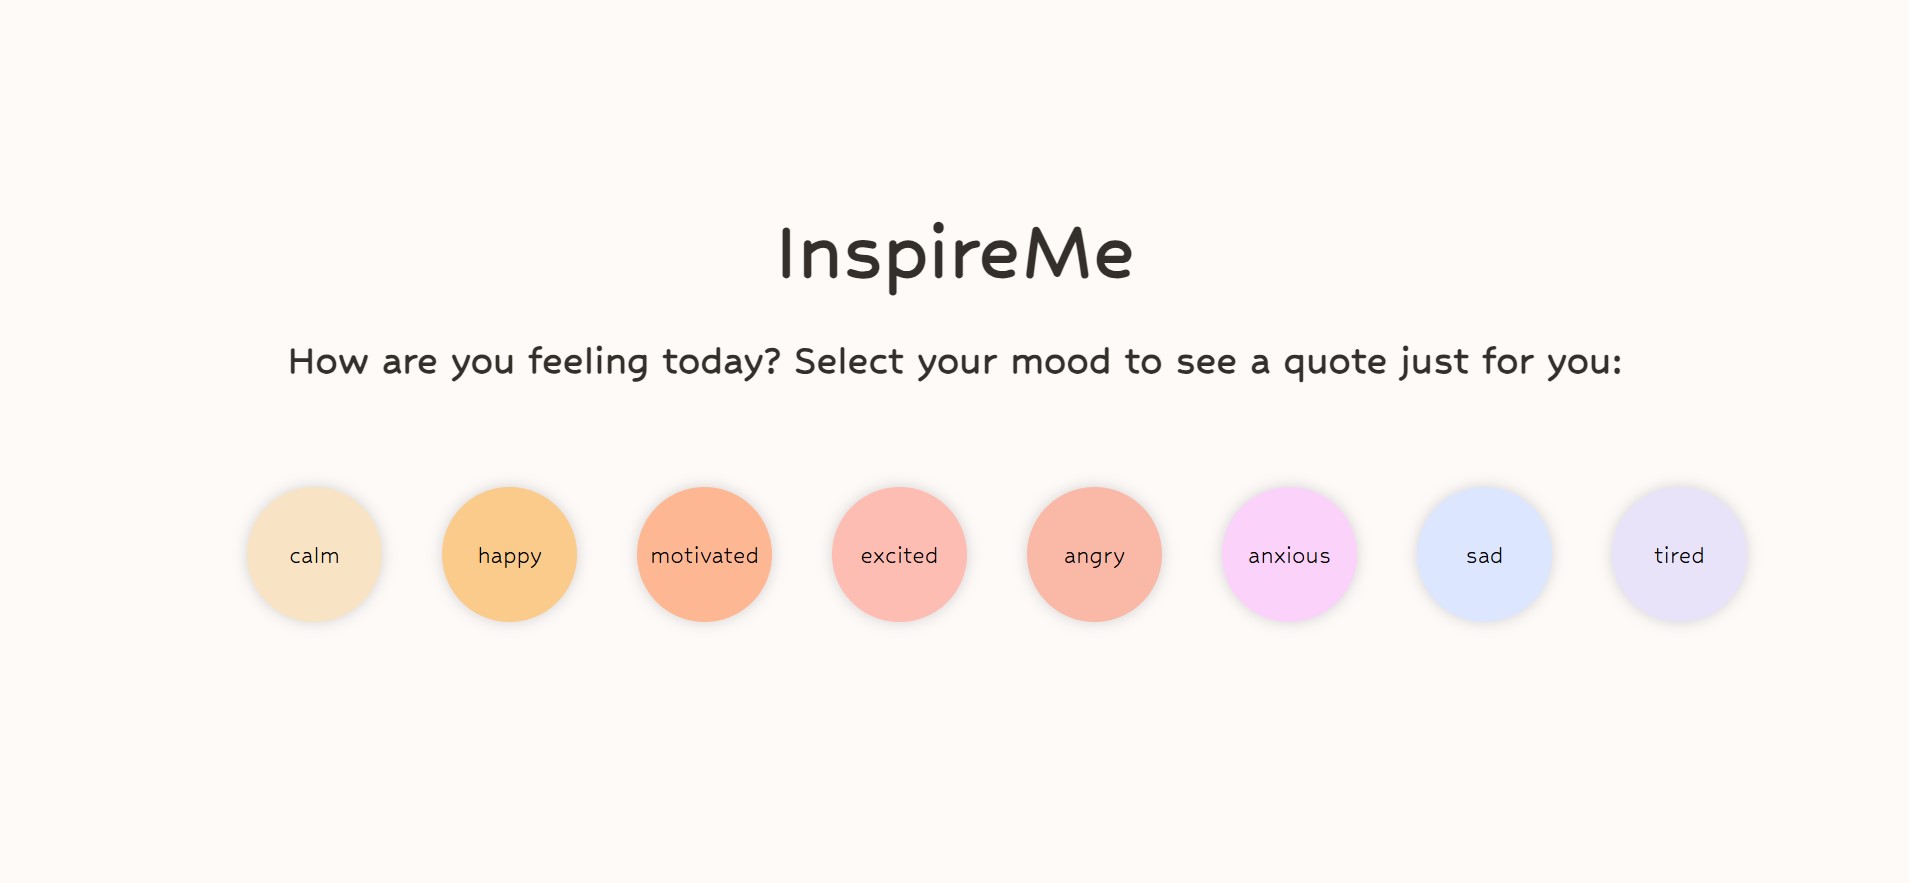 InspireMe
How are you feeling today? Select your mood to see a quote just for you:
calm happy motivated excited angry anxious sad tired